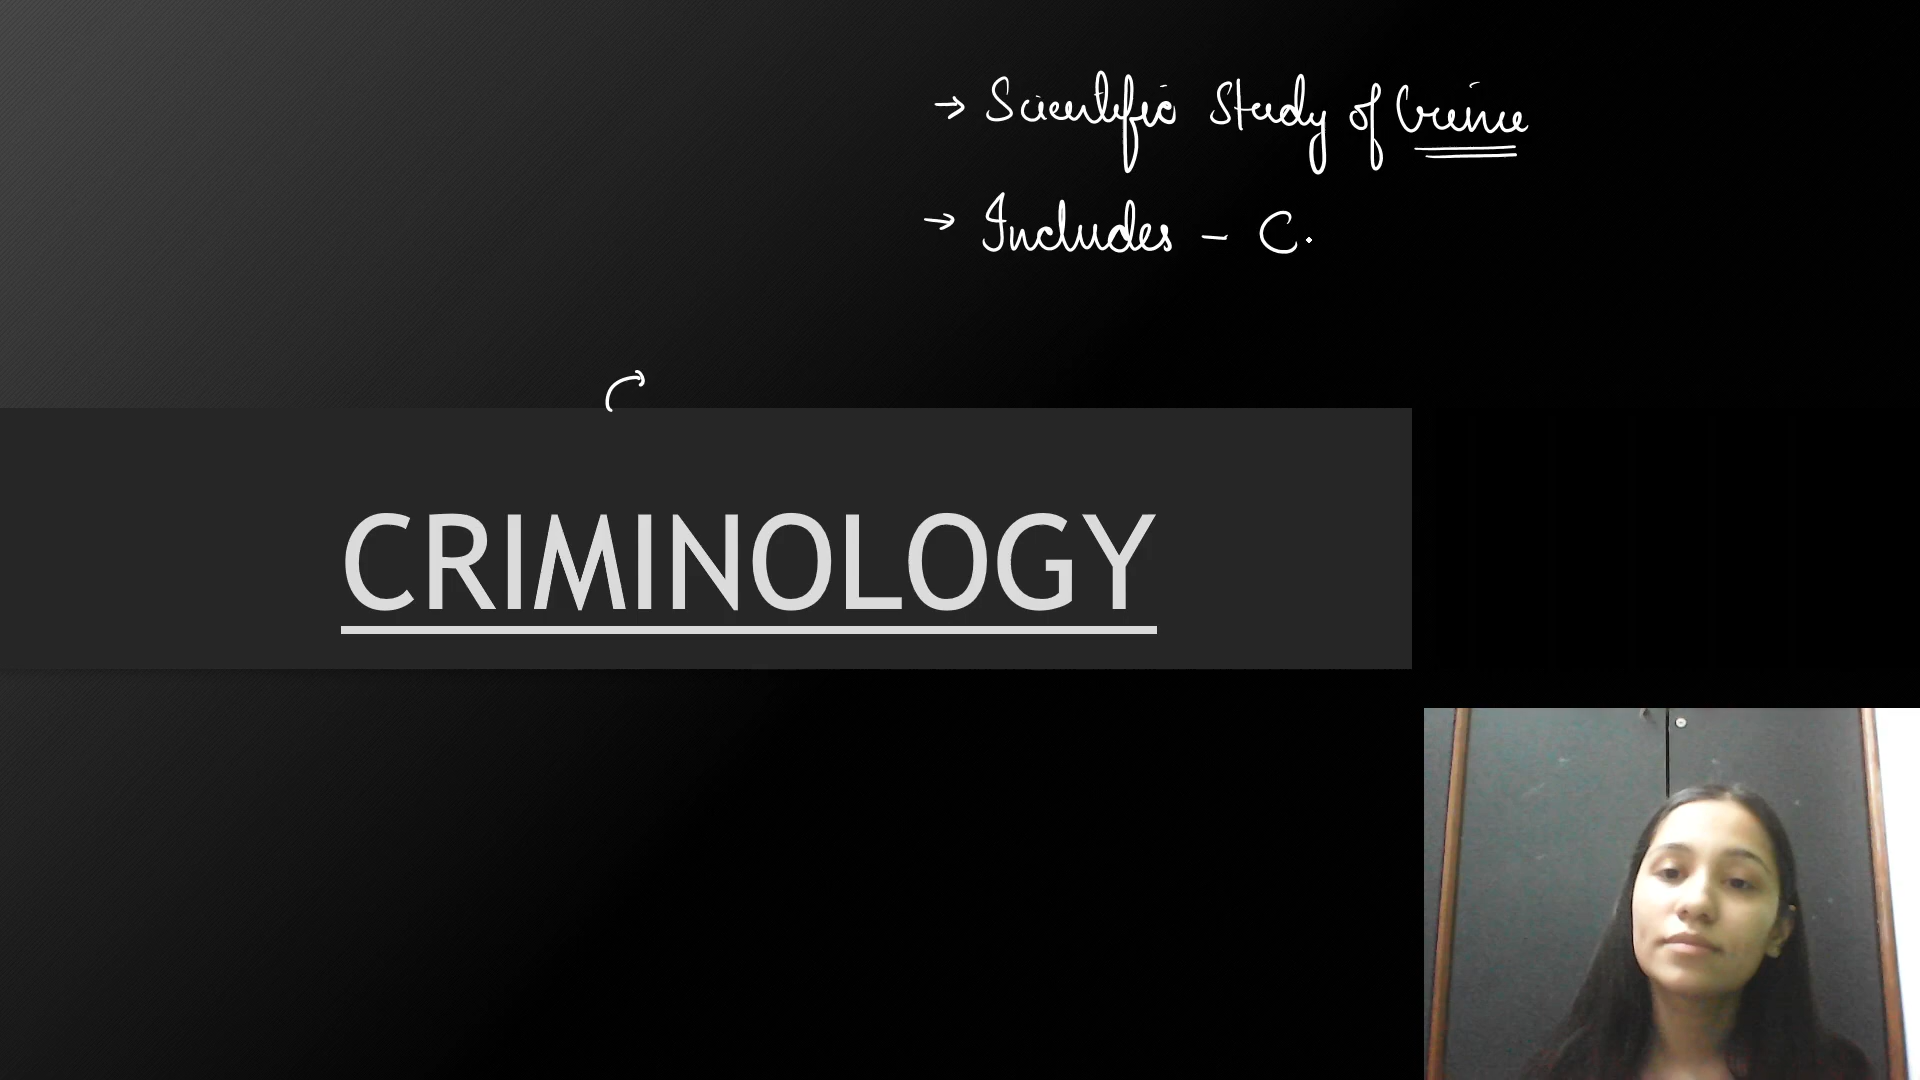 → Scientific Study of Crime
→ Includes - C.
CRIMINOLOGY